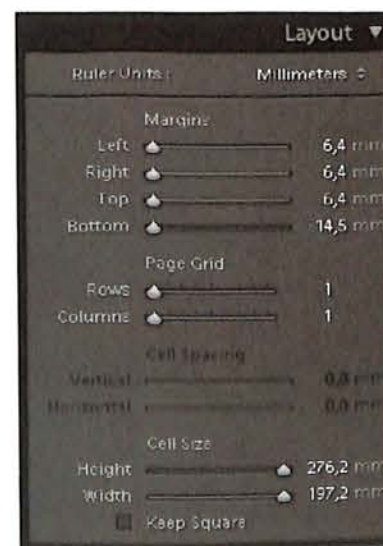 Layout ▼
Ruler Units: Millimeters
Margins
Left 6,4 mm
Right 6,4 mm
Top 6,4 mm
Bottom 14,5 mm
Page Grid
Rows 1
Columns 1
Cell Spacing
Vertical 0,0 mm
Horizontal 0,0 mm
Cell Size
Height 276,2 mm
Width 197,2 mm
Keep Square